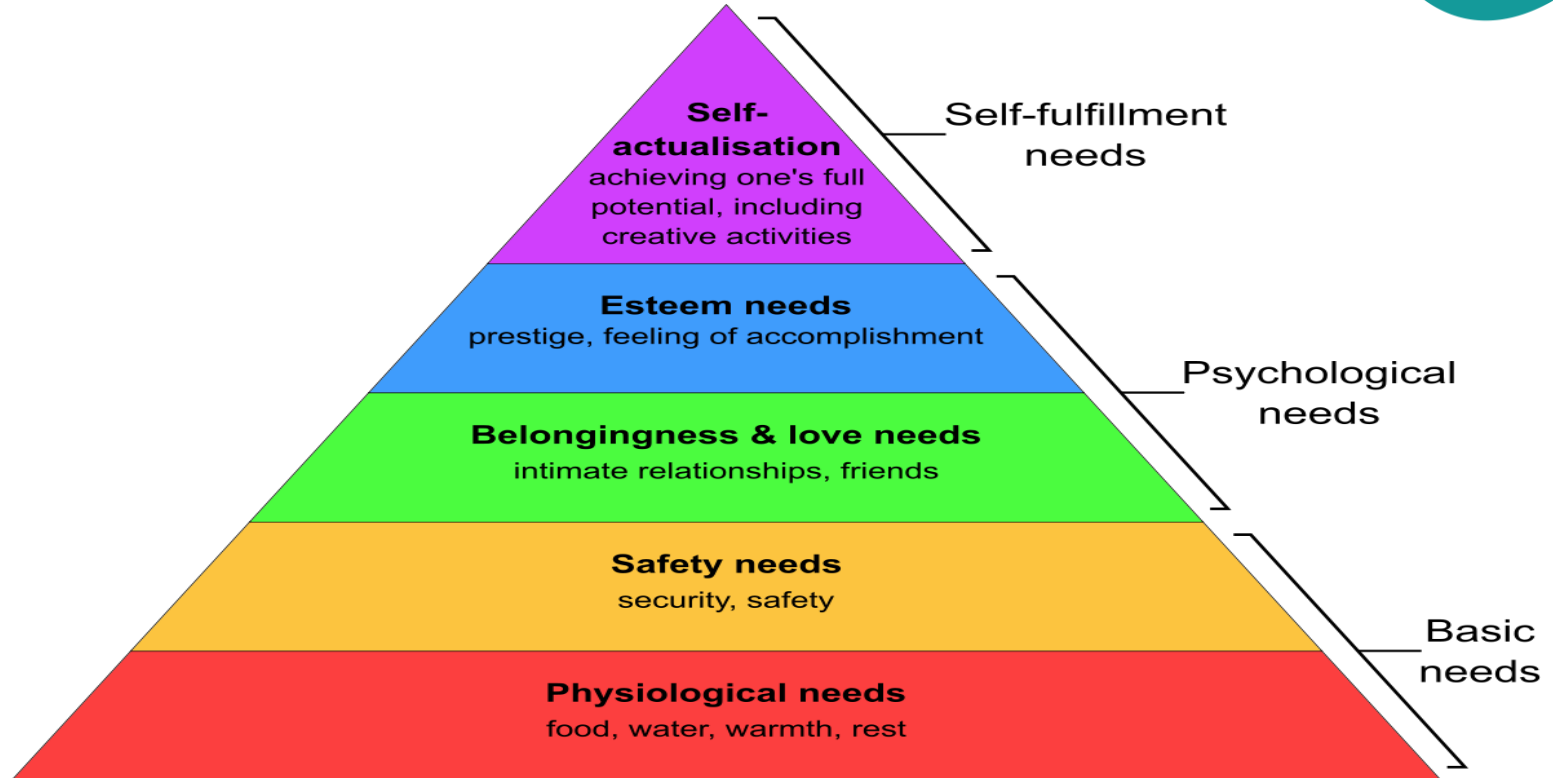 Self-
actualisation
achieving one's full
potential, including
creative activities
Self-fulfillment
needs
Esteem needs
prestige, feeling of accomplishment
Psychological
needs
Belongingness & love needs
intimate relationships, friends
Safety needs
security, safety
Basic
needs
Physiological needs
food, water, warmth, rest